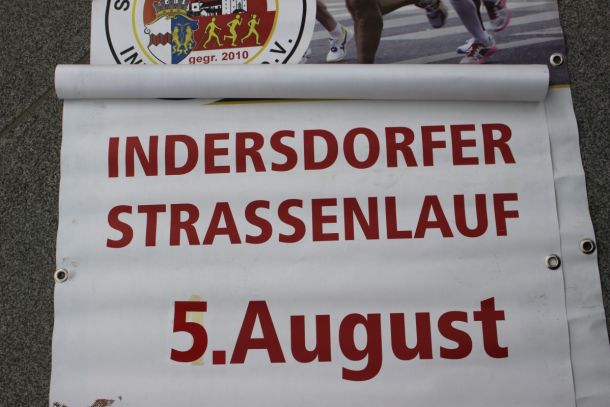 gegr. 2010
INDERSDORFER
STRASSENLAUF
5.August